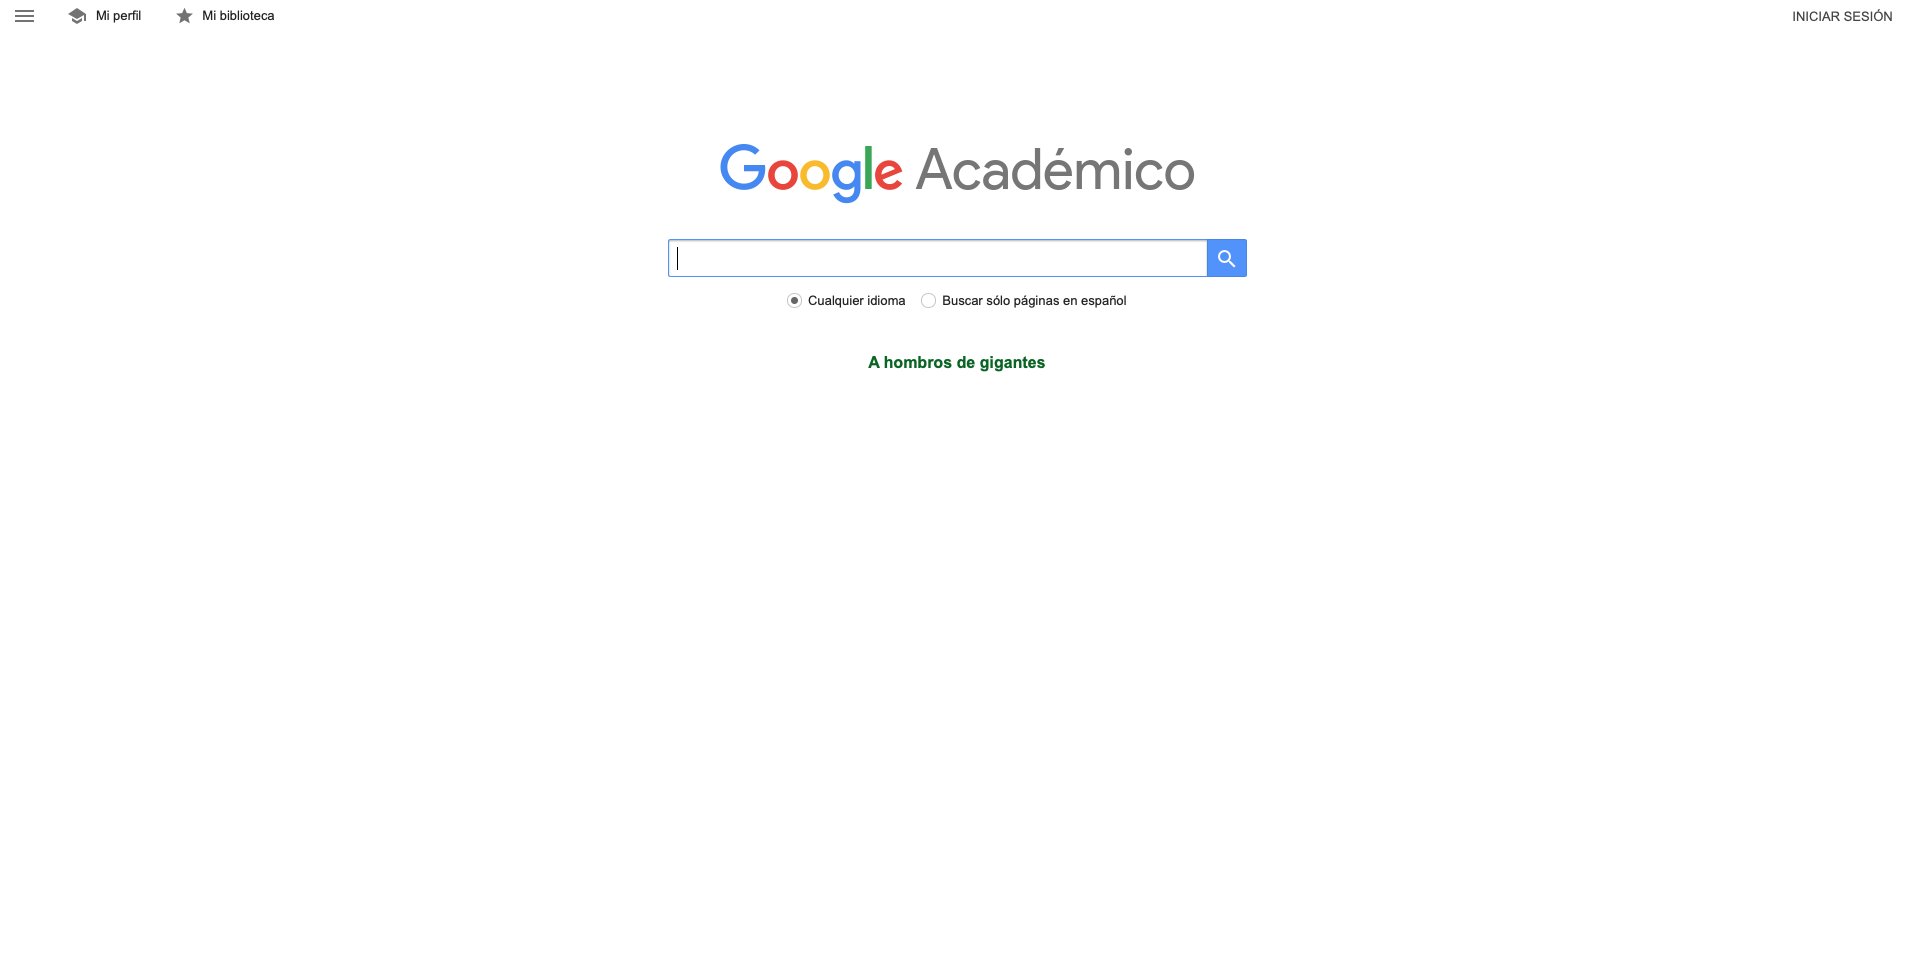 Mi perfil Mi biblioteca INICIAR SESIÓN
Google Académico
Cualquier idioma Buscar sólo páginas en español
A hombros de gigantes